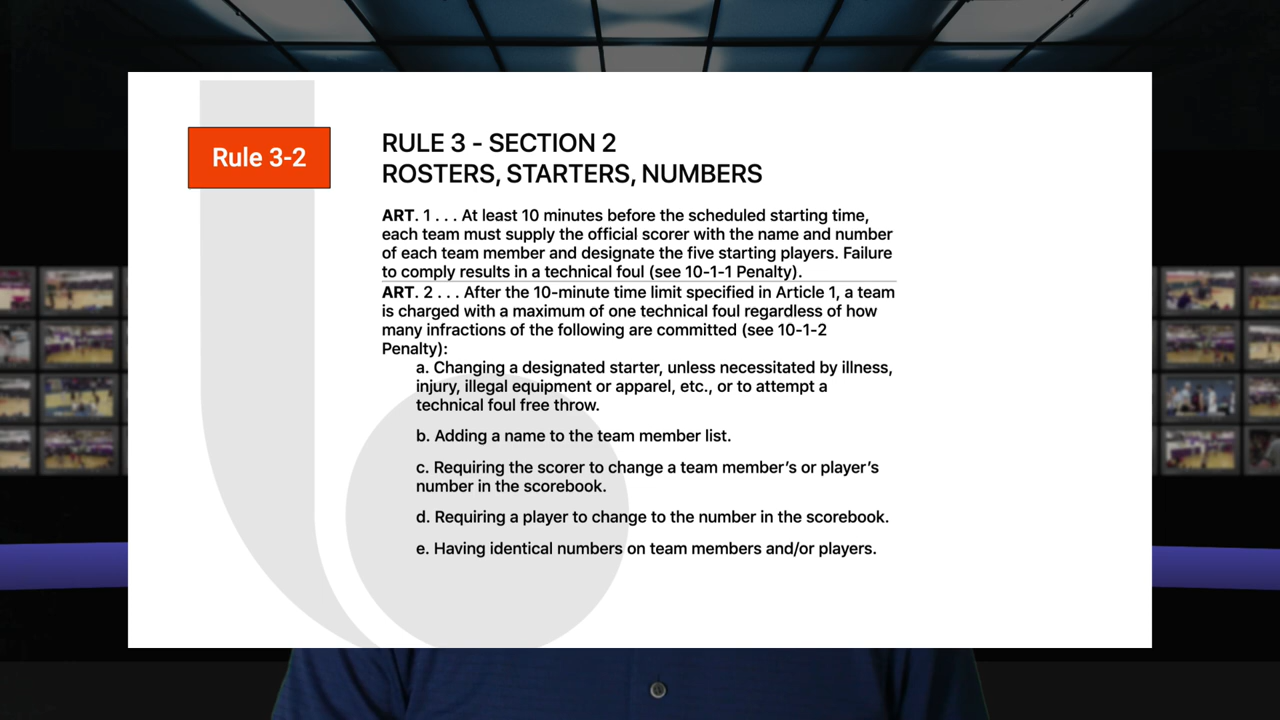 Rule 3-2
RULE 3 - SECTION 2
ROSTERS, STARTERS, NUMBERS
ART. 1 . . . At least 10 minutes before the scheduled starting time,
each team must supply the official scorer with the name and number
of each team member and designate the five starting players. Failure
to comply results in a technical foul (see 10-1-1 Penalty).
ART. 2 . . . After the 10-minute time limit specified in Article 1, a team
is charged with a maximum of one technical foul regardless of how
many infractions of the following are committed (see 10-1-2
Penalty):
a. Changing a designated starter, unless necessitated by illness,
injury, illegal equipment or apparel, etc., or to attempt a
technical foul free throw.
b. Adding a name to the team member list.
c. Requiring the scorer to change a team member’s or player’s
number in the scorebook.
d. Requiring a player to change to the number in the scorebook.
e. Having identical numbers on team members and/or players.